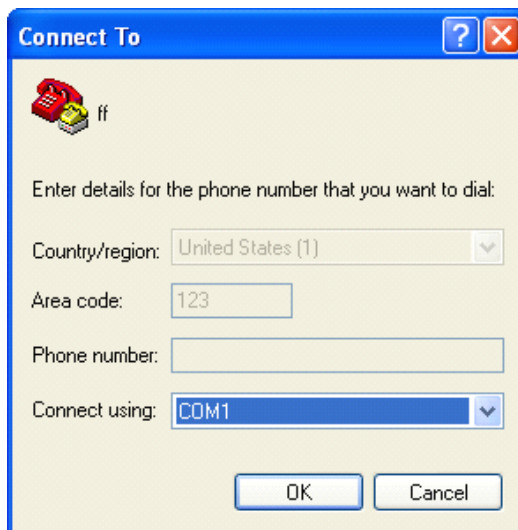 Connect To
ff
Enter details for the phone number that you want to dial:
Country/region: United States (1)
Area code: 123
Phone number:
Connect using: COM1
OK Cancel